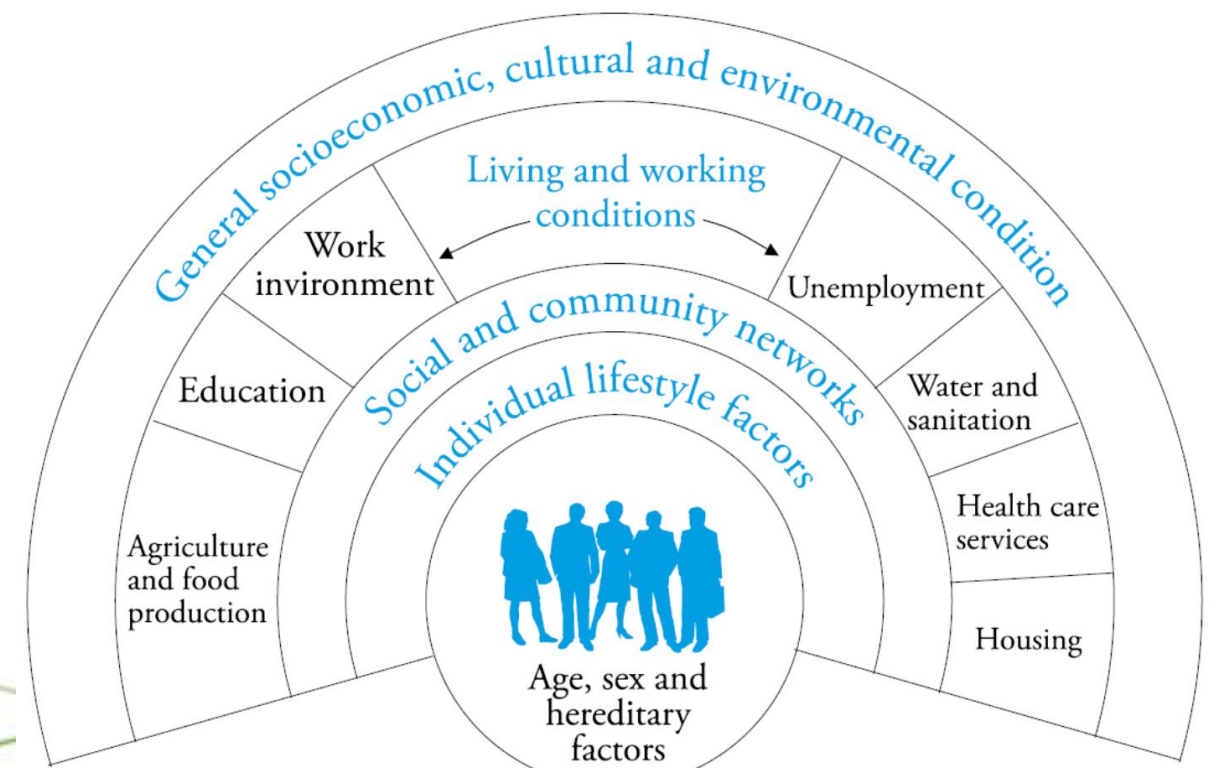 General socioeconomic, cultural and environmental condition
Living and working
conditions
Work
invironment
Unemployment
Social and community networks
Education
Water and
sanitation
Individual lifestyle factors
Agriculture
and food
production
Health care
services
Housing
Age, sex and
hereditary
factors